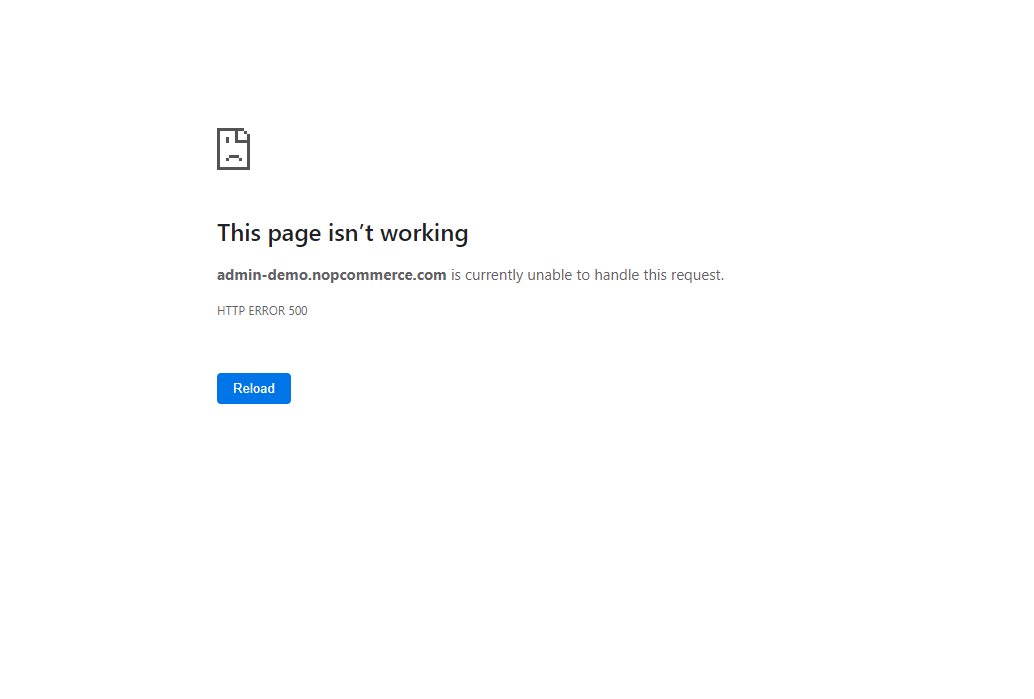 This page isn’t working
admin-demo.nopcommerce.com is currently unable to handle this request.
HTTP ERROR 500
Reload